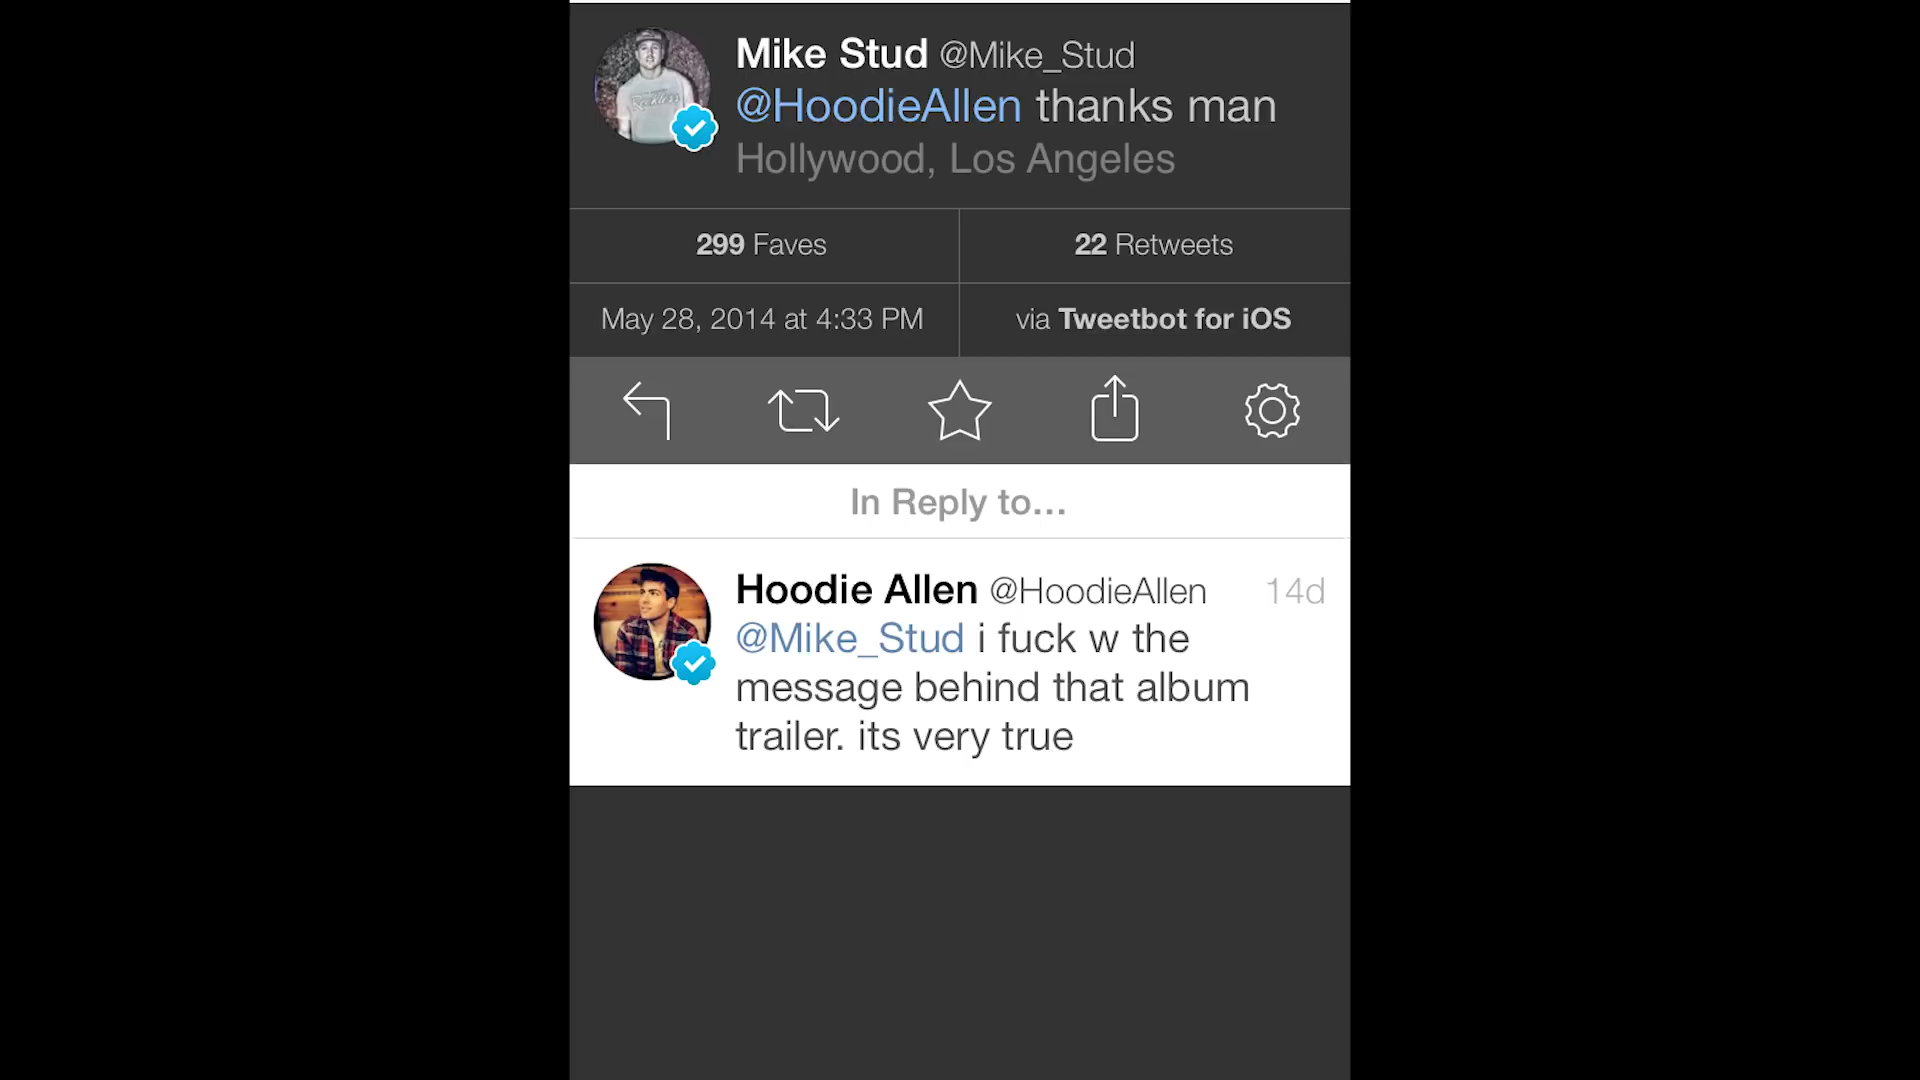 Mike Stud @Mike_Stud
@HoodieAllen thanks man
Hollywood, Los Angeles
299 Faves
22 Retweets
May 28, 2014 at 4:33 PM
via Tweetbot for iOS
In Reply to...
Hoodie Allen @HoodieAllen 14d
@Mike_Stud i fuck w the
message behind that album
trailer. its very true